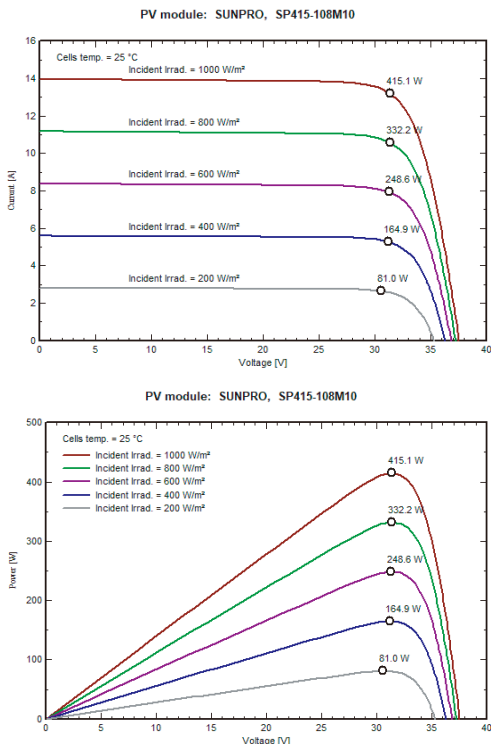 PV module: SUNPRO, SP415-108M10
16
Cells temp. = 25 °C
Incident Irrad. = 1000 W/m²
415.1 W
14
12
Incident Irrad. = 800 W/m²
332.2 W
10
Incident Irrad. = 600 W/m²
248.6 W
8
Current [A]
6
Incident Irrad. = 400 W/m²
164.9 W
4
Incident Irrad. = 200 W/m²
81.0 W
2
0
0 5 10 15 20 25 30 35 40
Voltage [V]
PV module: SUNPRO, SP415-108M10
500
Cells temp. = 25 °C
Incident Irrad. = 1000 W/m²
Incident Irrad. = 800 W/m²
Incident Irrad. = 600 W/m²
Incident Irrad. = 400 W/m²
Incident Irrad. = 200 W/m²
415.1 W
400
332.2 W
300
Power [W]
248.6 W
200
164.9 W
100
81.0 W
0
0 5 10 15 20 25 30 35 40
Voltage [V]